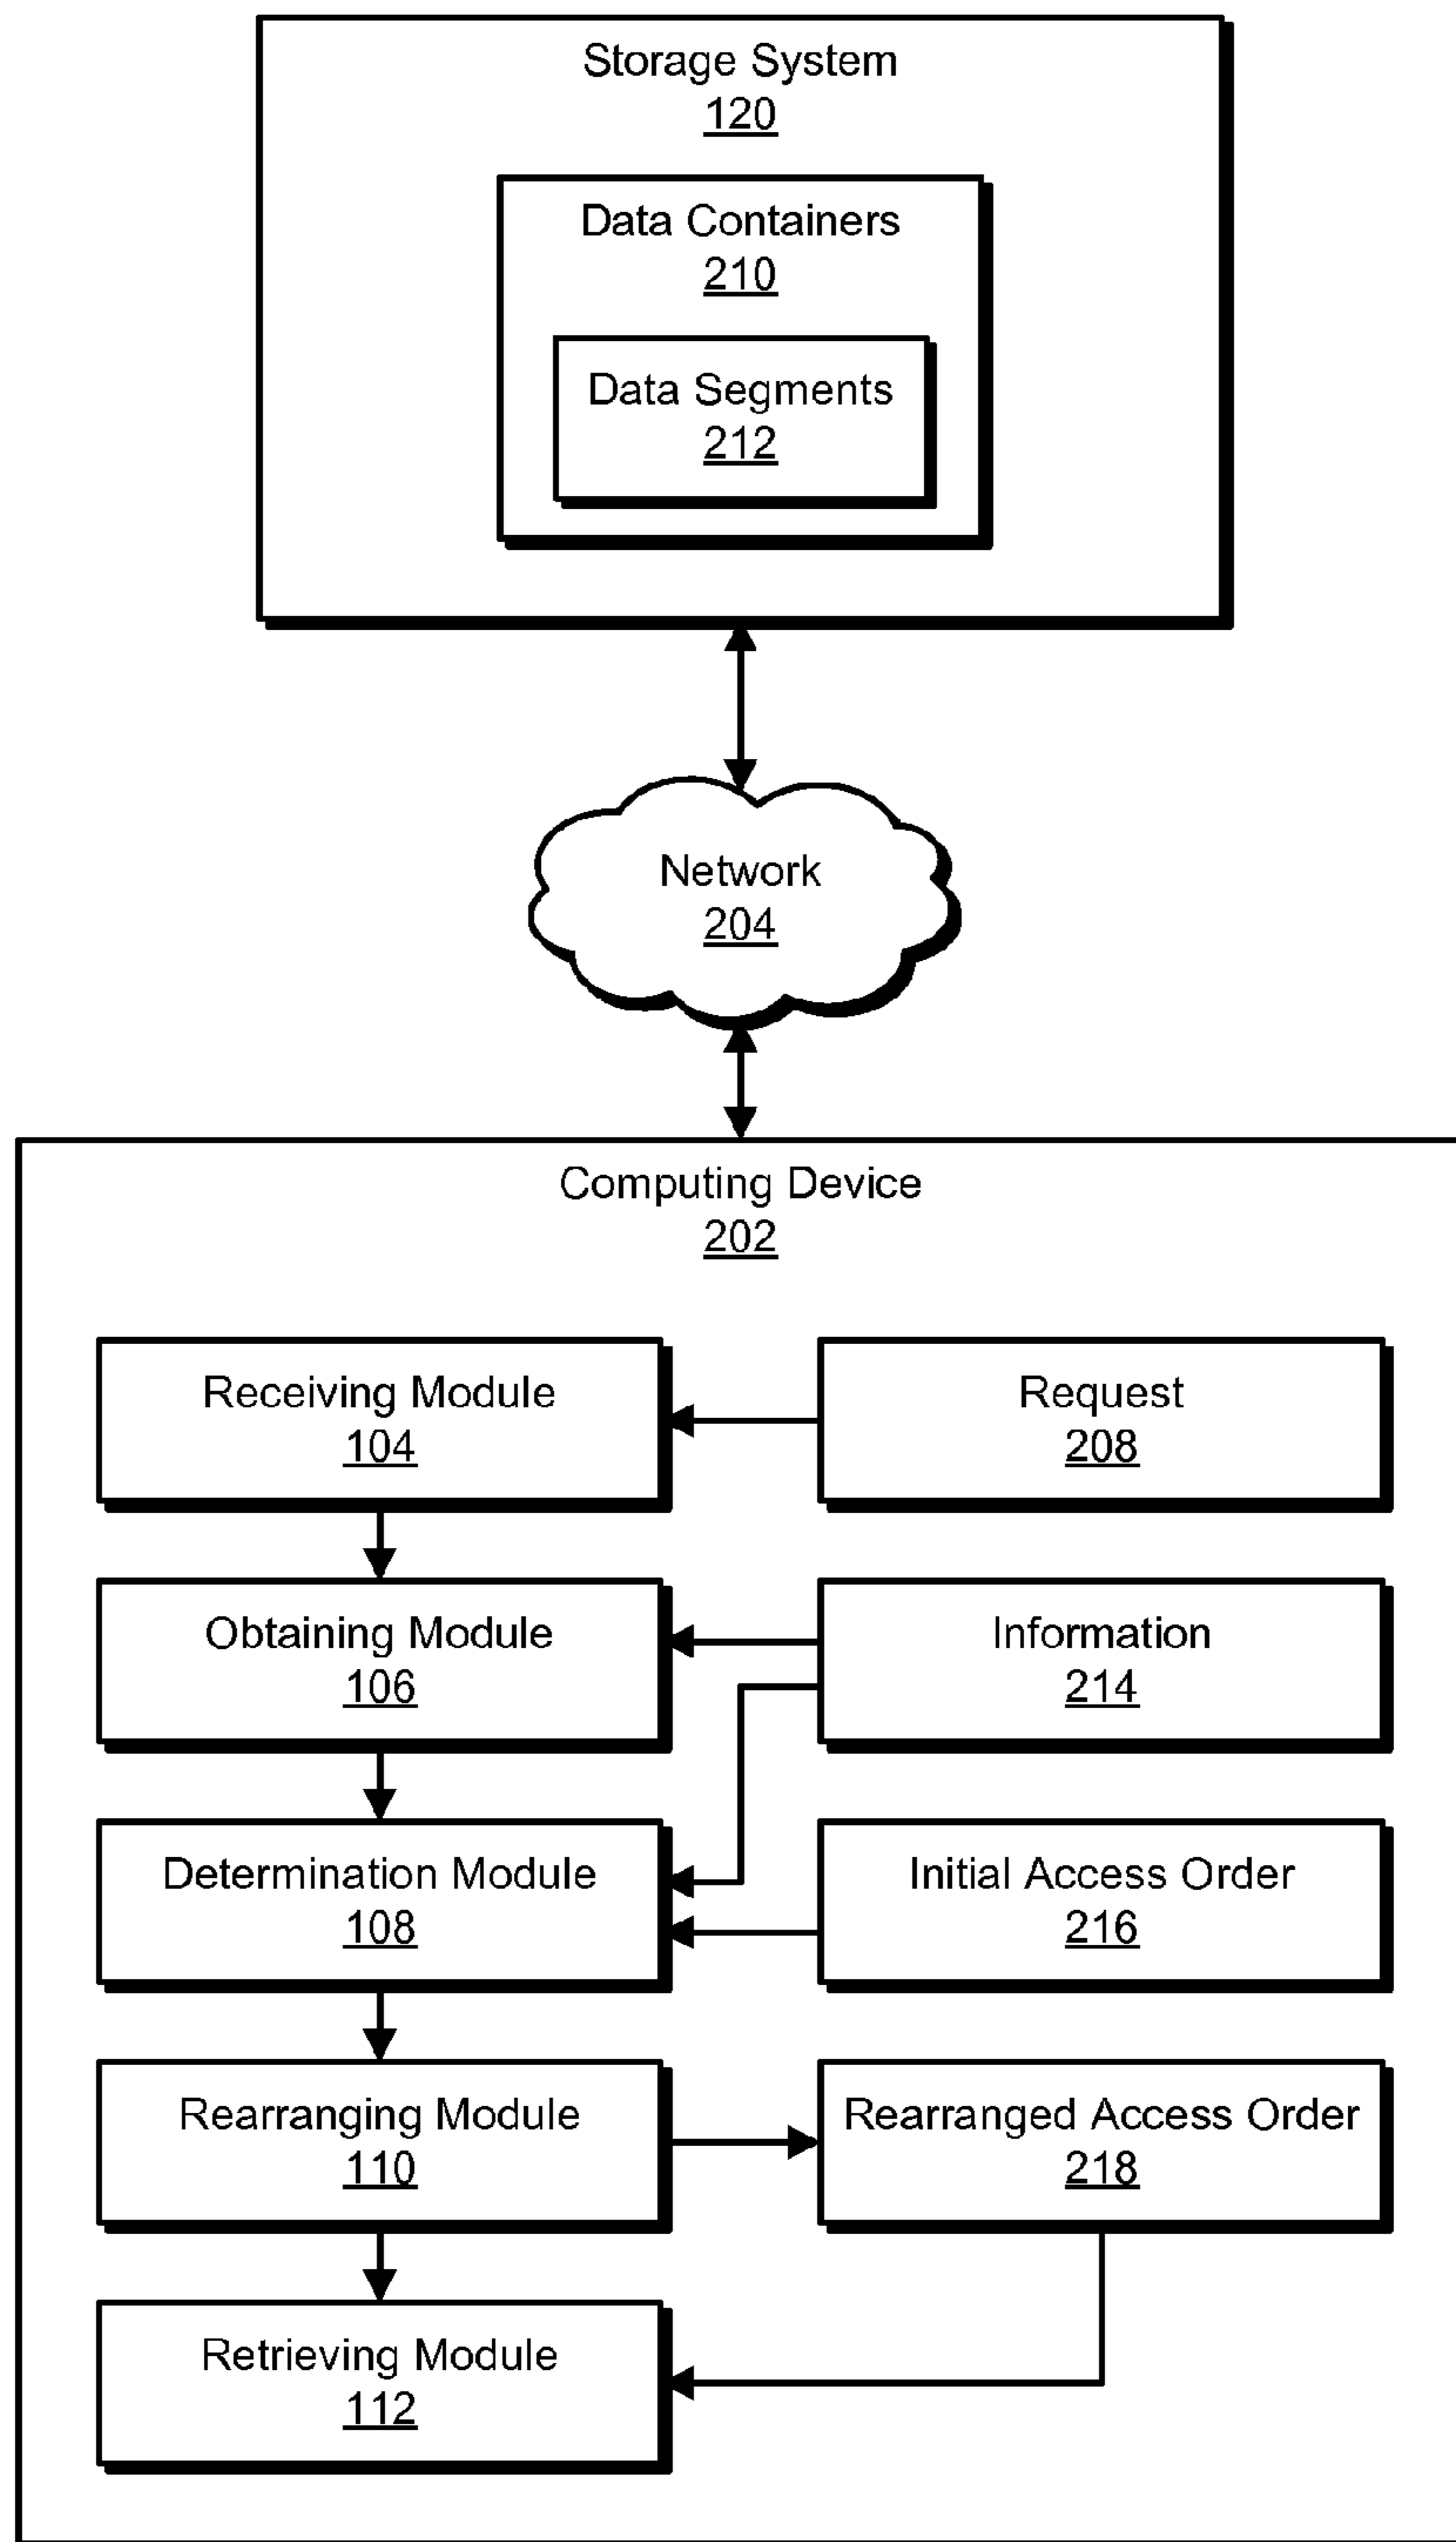 Storage System
120
Data Containers
210
Data Segments
212
Network
204
Computing Device
202
Receiving Module
104
Request
208
Obtaining Module
106
Information
214
Determination Module
108
Initial Access Order
216
Rearranging Module
110
Rearranged Access Order
218
Retrieving Module
112